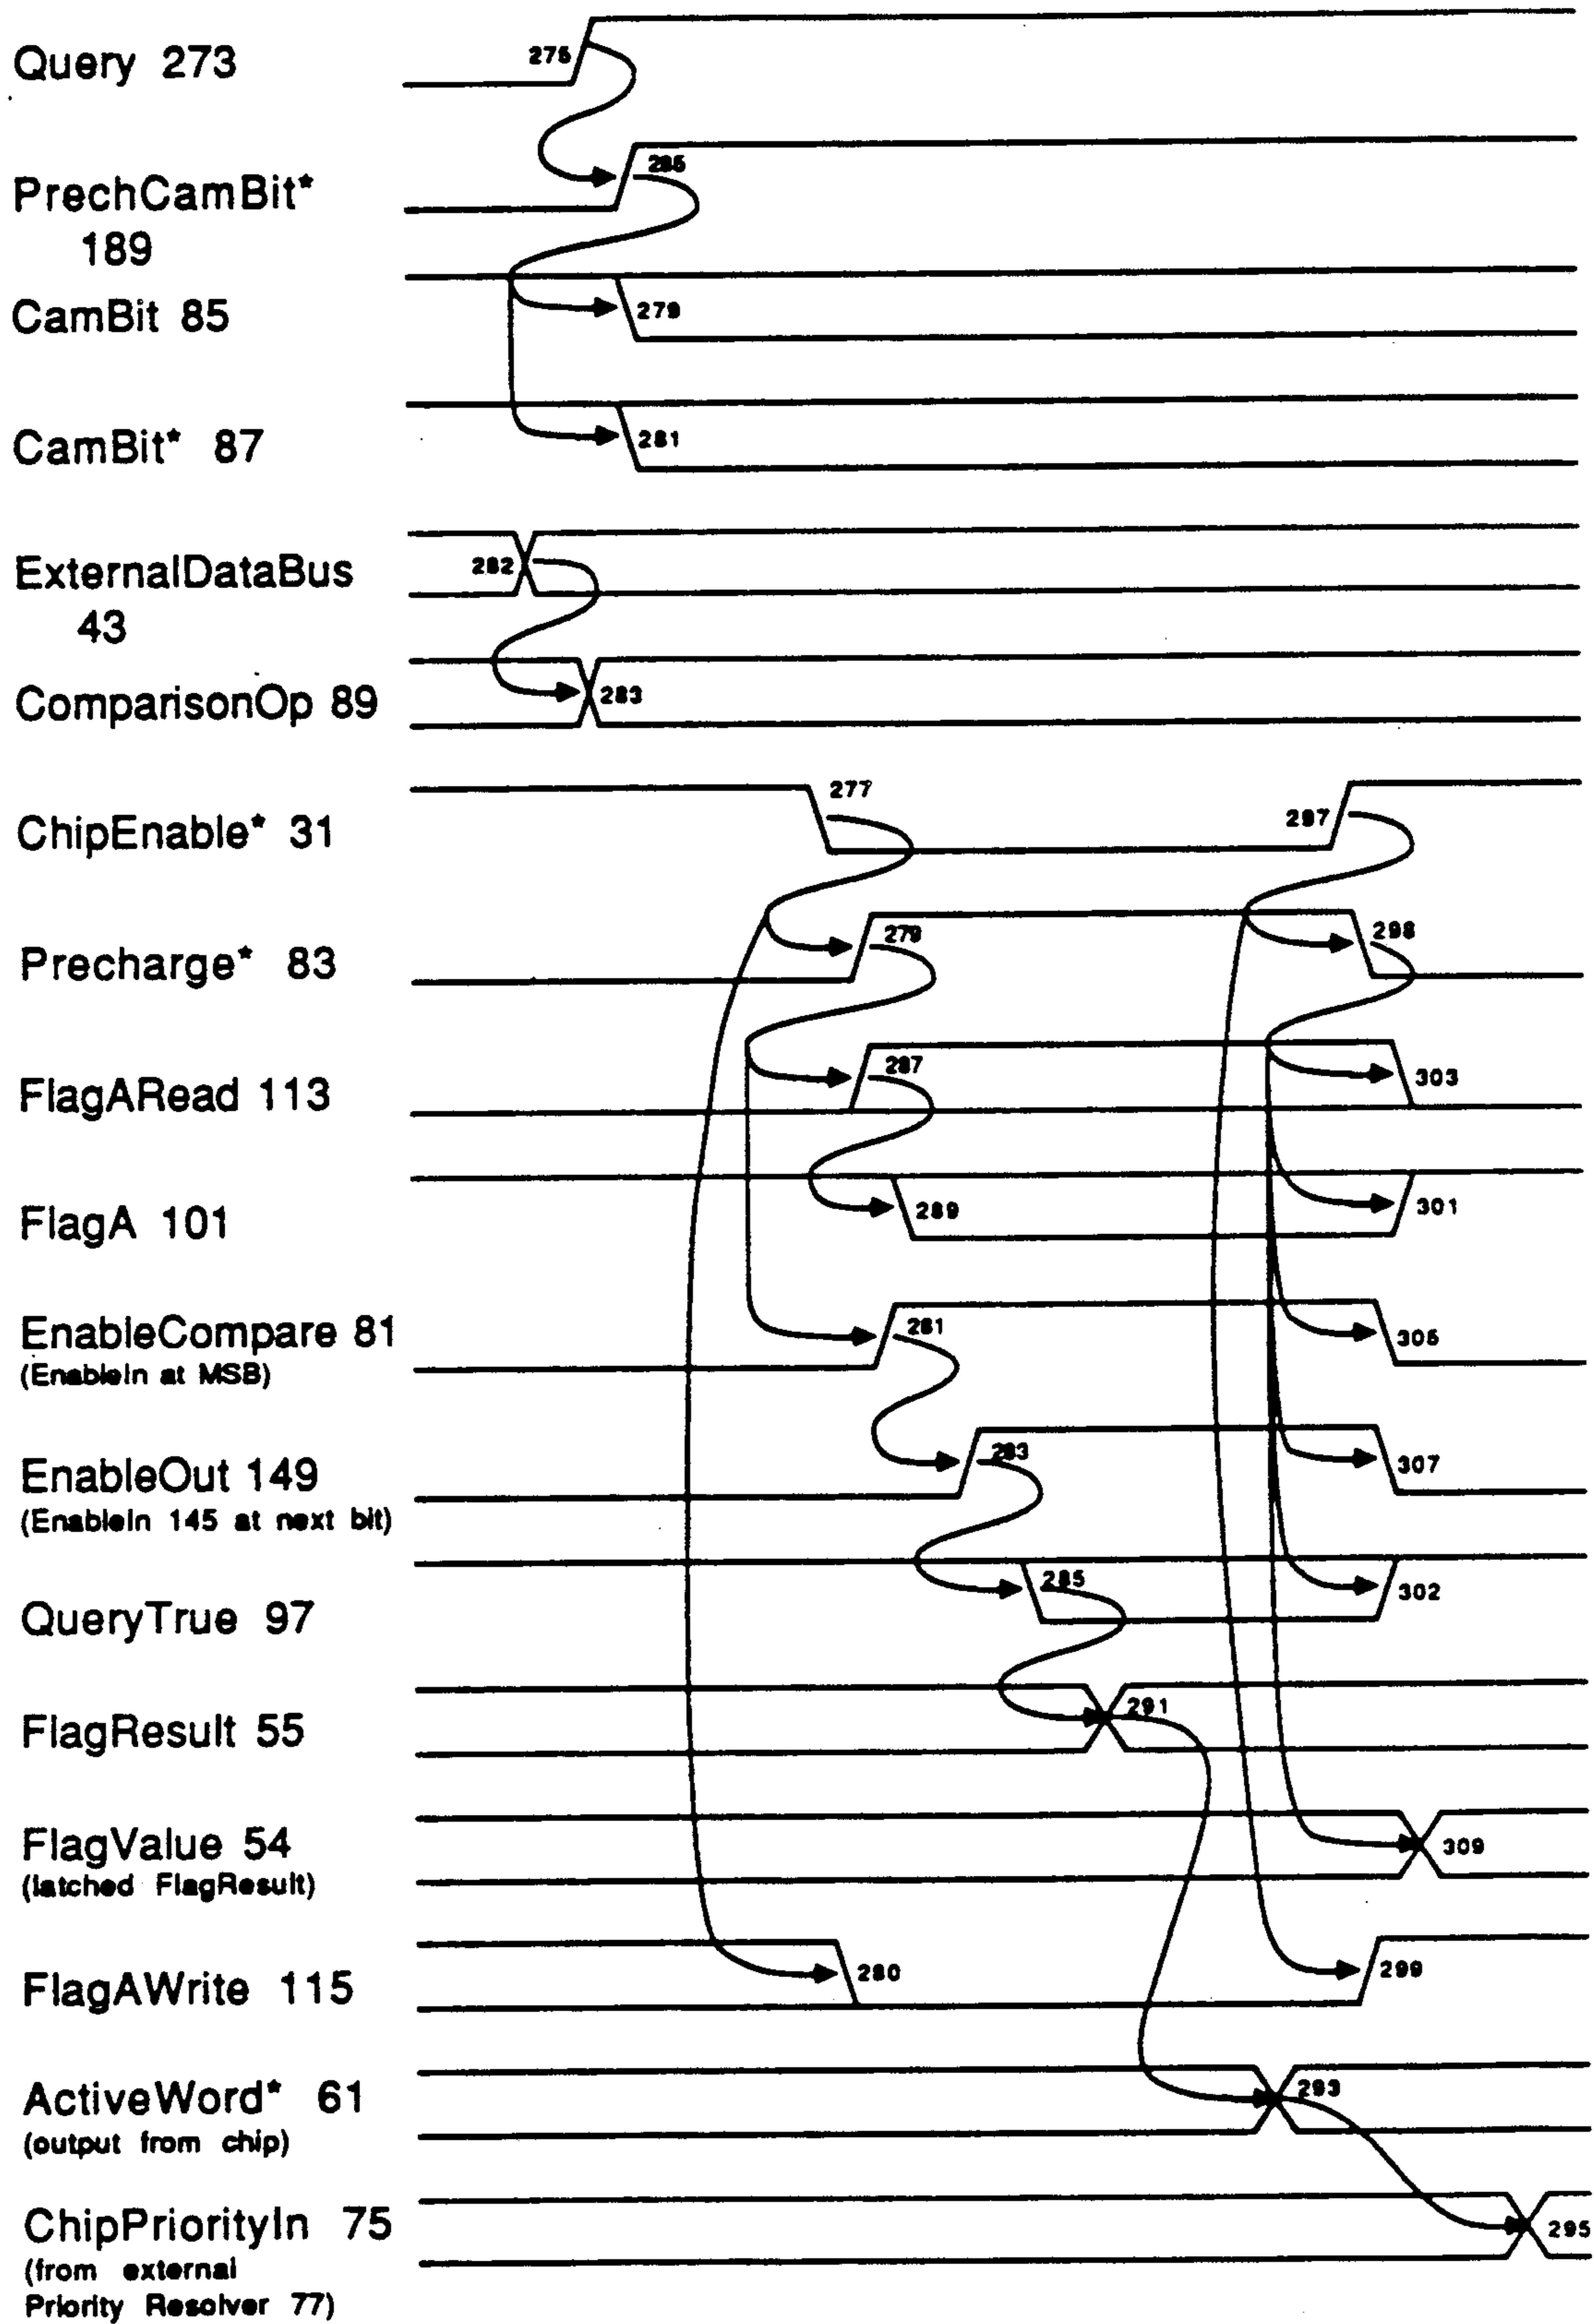 Query 273
275
PrechCamBit*
189
285
CamBit 85
279
CamBit* 87
281
ExternalDataBus
43
282
ComparisonOp 89
283
ChipEnable* 31
277
297
Precharge* 83
279
298
FlagARead 113
287
303
FlagA 101
289
301
EnableCompare 81
(EnableIn at MSB)
281
305
EnableOut 149
(EnableIn 145 at next bit)
283
307
QueryTrue 97
285
302
FlagResult 55
291
FlagValue 54
(latched FlagResult)
309
FlagAWrite 115
280
299
ActiveWord* 61
(output from chip)
293
ChipPriorityIn 75
(from external
Priority Resolver 77)
295